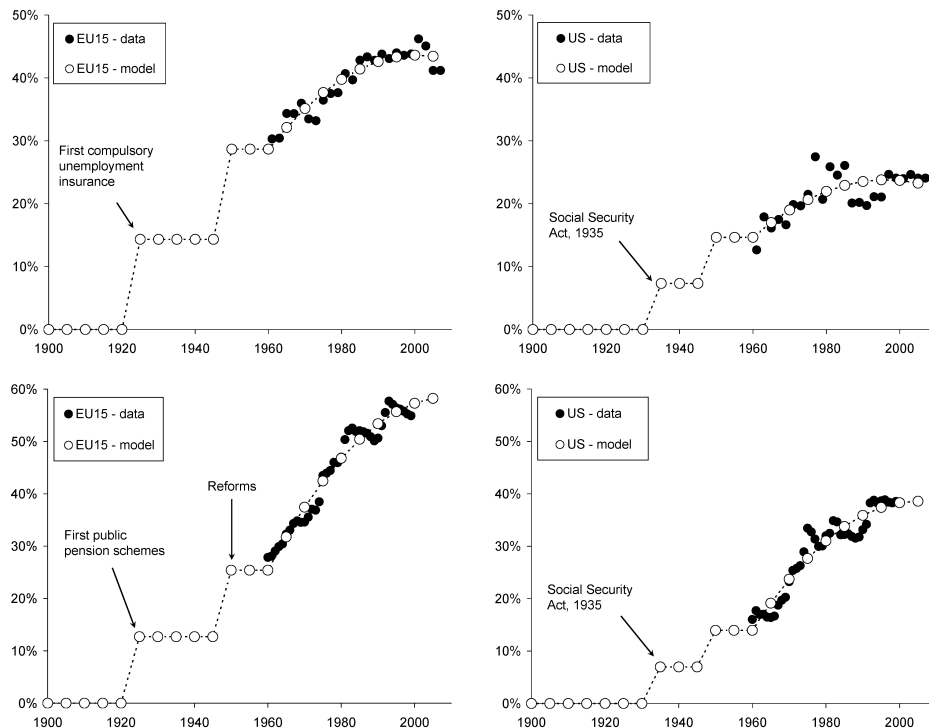 50%
40%
30%
20%
10%
0%
1900 1920 1940 1960 1980 2000
EU15 - data
EU15 - model
First compulsory
unemployment
insurance
50%
40%
30%
20%
10%
0%
1900 1920 1940 1960 1980 2000
US - data
US - model
Social Security
Act, 1935
60%
50%
40%
30%
20%
10%
0%
1900 1920 1940 1960 1980 2000
EU15 - data
EU15 - model
Reforms
First public
pension schemes
60%
50%
40%
30%
20%
10%
0%
1900 1920 1940 1960 1980 2000
US - data
US - model
Social Security
Act, 1935